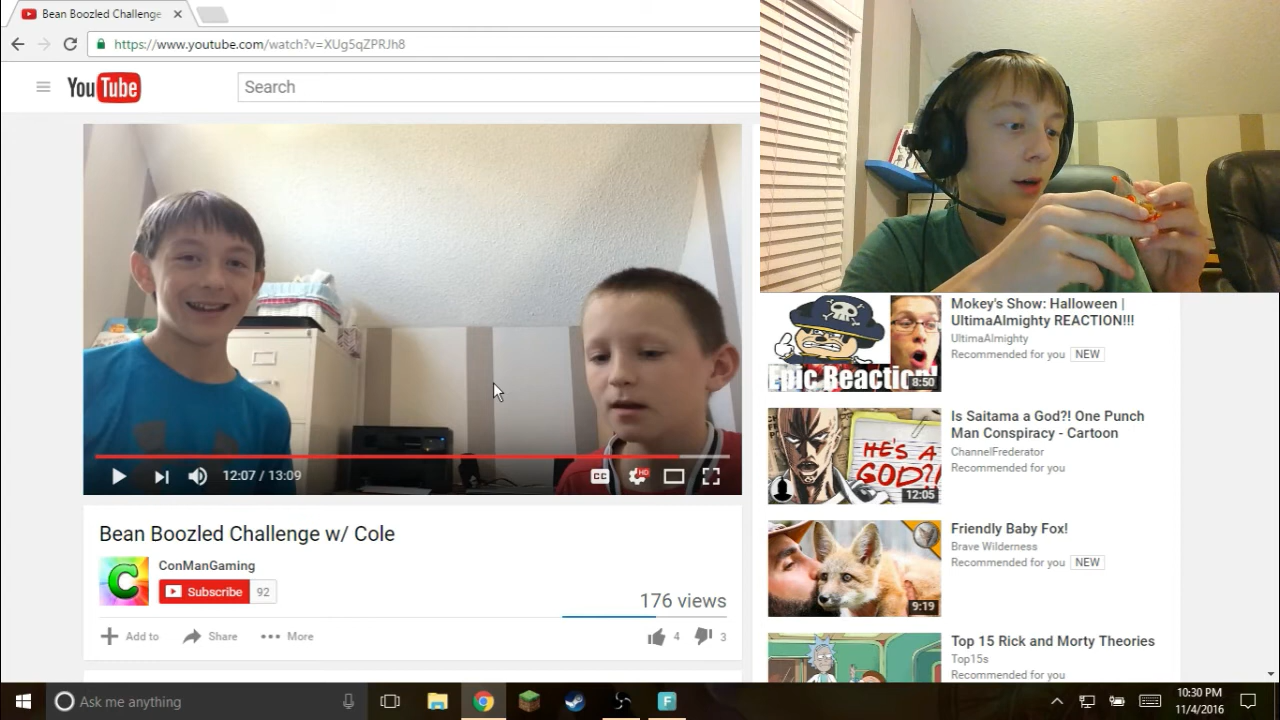 Bean Boozled Challenge
https://www.youtube.com/watch?v=XUg5qZPRJh8
YouTube
Search
12:07 / 13:09
CC
HD
Bean Boozled Challenge w/ Cole
C
ConManGaming
Subscribe 92
176 views
Add to
Share
More
4
3
Epic Reaction!
8:50
Mokey's Show: Halloween |
UltimaAlmighty REACTION!!!
UltimaAlmighty
Recommended for you NEW
HE'S A
GOD?!
12:05
Is Saitama a God?! One Punch
Man Conspiracy - Cartoon
ChannelFrederator
Recommended for you
9:19
Friendly Baby Fox!
Brave Wilderness
Recommended for you NEW
Top 15 Rick and Morty Theories
Top15s
Recommended for you
Ask me anything
F
10:30 PM
11/4/2016